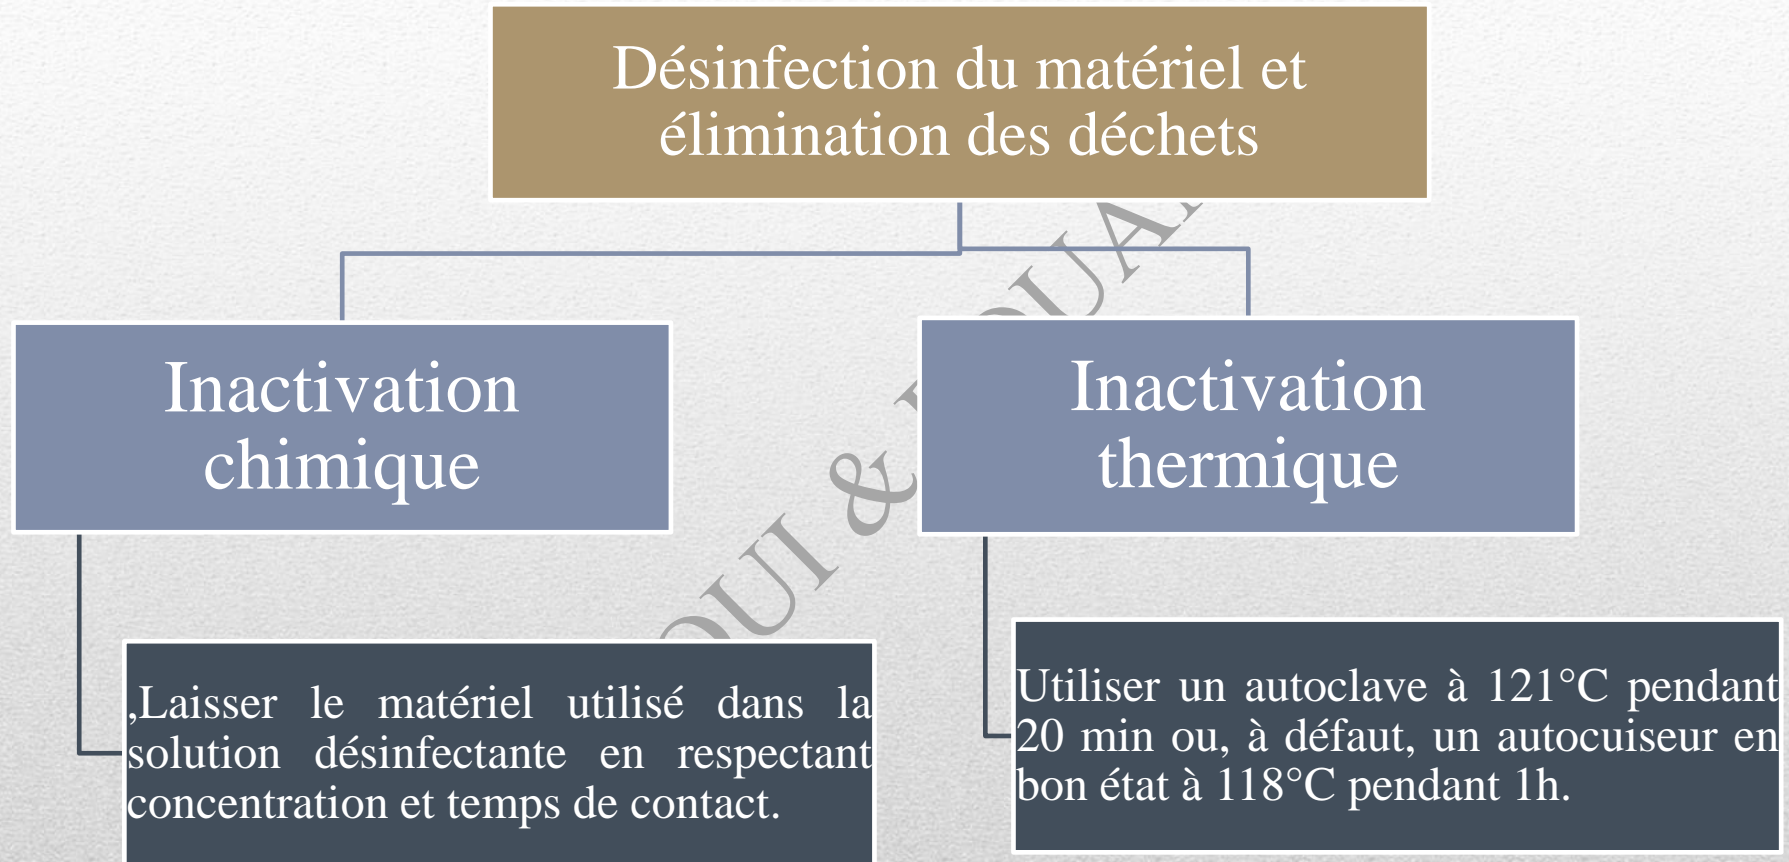 Désinfection du matériel et
élimination des déchets
Inactivation
chimique
Inactivation
thermique
,Laisser le matériel utilisé dans la
solution désinfectante en respectant
concentration et temps de contact.
Utiliser un autoclave à 121°C pendant
20 min ou, à défaut, un autocuiseur en
bon état à 118°C pendant 1h.
&